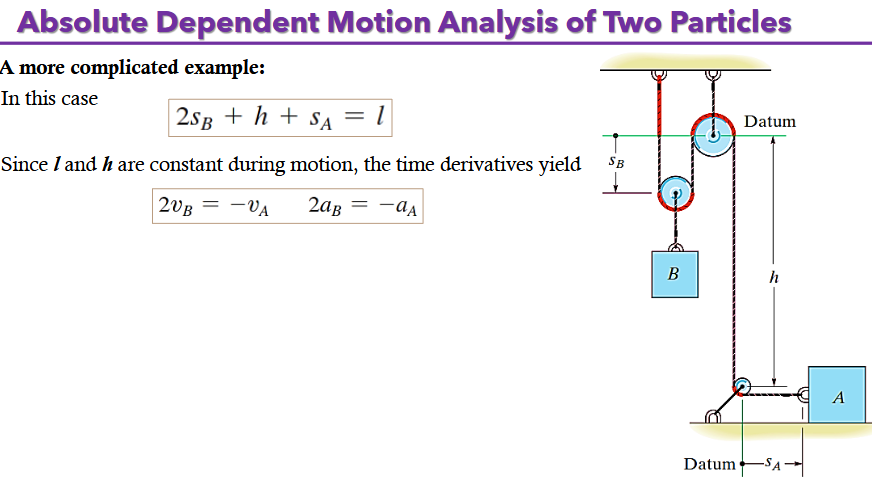 Absolute Dependent Motion Analysis of Two Particles
A more complicated example:
In this case
2s_B + h + s_A = l
Since l and h are constant during motion, the time derivatives yield
2v_B = −v_A 2a_B = −a_A
Datum
s_B
B
h
A
Datum
s_A